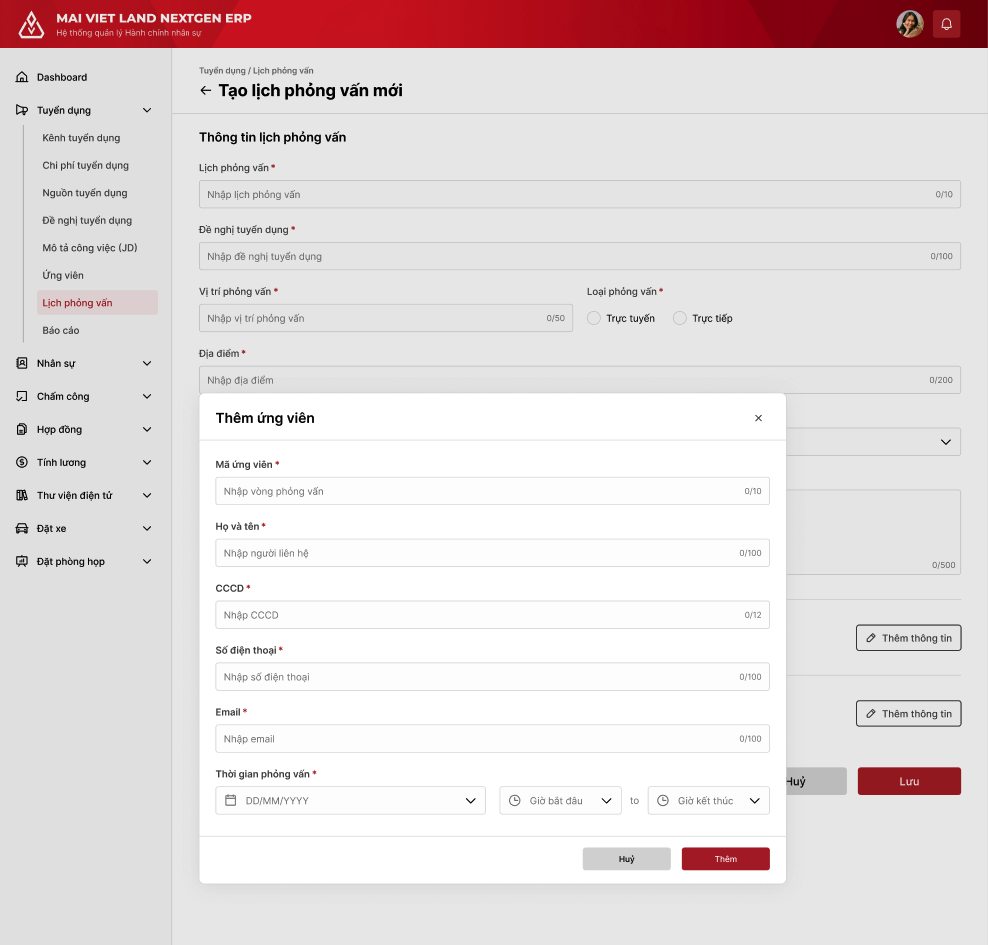 MAI VIET LAND NEXTGEN ERP
Hệ thống quản lý Hành chính nhân sự
Dashboard
Tuyển dụng
Kênh tuyển dụng
Chi phí tuyển dụng
Nguồn tuyển dụng
Đề nghị tuyển dụng
Mô tả công việc (JD)
Ứng viên
Lịch phỏng vấn
Báo cáo
Nhân sự
Chấm công
Hợp đồng
Tính lương
Thư viện điện tử
Đặt xe
Đặt phòng họp
Tuyển dụng / Lịch phỏng vấn
Tạo lịch phỏng vấn mới
Thông tin lịch phỏng vấn
Lịch phỏng vấn *
Nhập lịch phỏng vấn 0/10
Đề nghị tuyển dụng *
Nhập đề nghị tuyển dụng 0/100
Vị trí phỏng vấn * Loại phỏng vấn *
Nhập vị trí phỏng vấn 0/50 Trực tuyến Trực tiếp
Địa điểm *
Nhập địa điểm 0/200
0/500
Thêm thông tin
Thêm thông tin
Huỷ Lưu
Thêm ứng viên
Mã ứng viên *
Nhập vòng phỏng vấn 0/10
Họ và tên *
Nhập người liên hệ 0/100
CCCD *
Nhập CCCD 0/12
Số điện thoại *
Nhập số điện thoại 0/100
Email *
Nhập email 0/100
Thời gian phỏng vấn *
DD/MM/YYYY Giờ bắt đầu to Giờ kết thúc
Huỷ Thêm